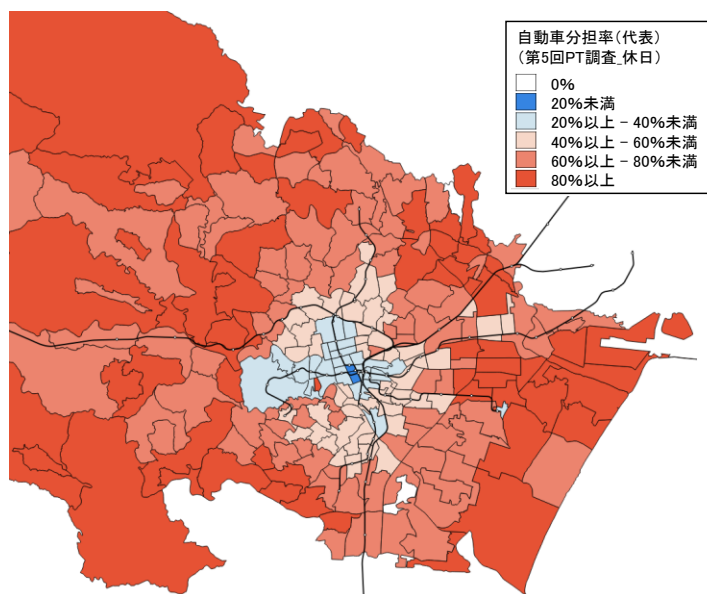 自動車分担率(代表)
(第5回PT調査_休日)
0%
20%未満
20%以上 − 40%未満
40%以上 − 60%未満
60%以上 − 80%未満
80%以上